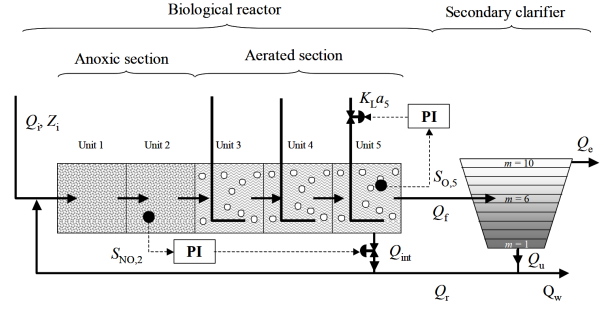 Biological reactor
Secondary clarifier
Anoxic section
Aerated section
Qi, Zi
KLa5
PI
Unit 1
Unit 2
Unit 3
Unit 4
Unit 5
Qe
m = 10
SO,5
m = 6
Qf
m = 1
SNO,2
PI
Qint
Qu
Qr
Qw